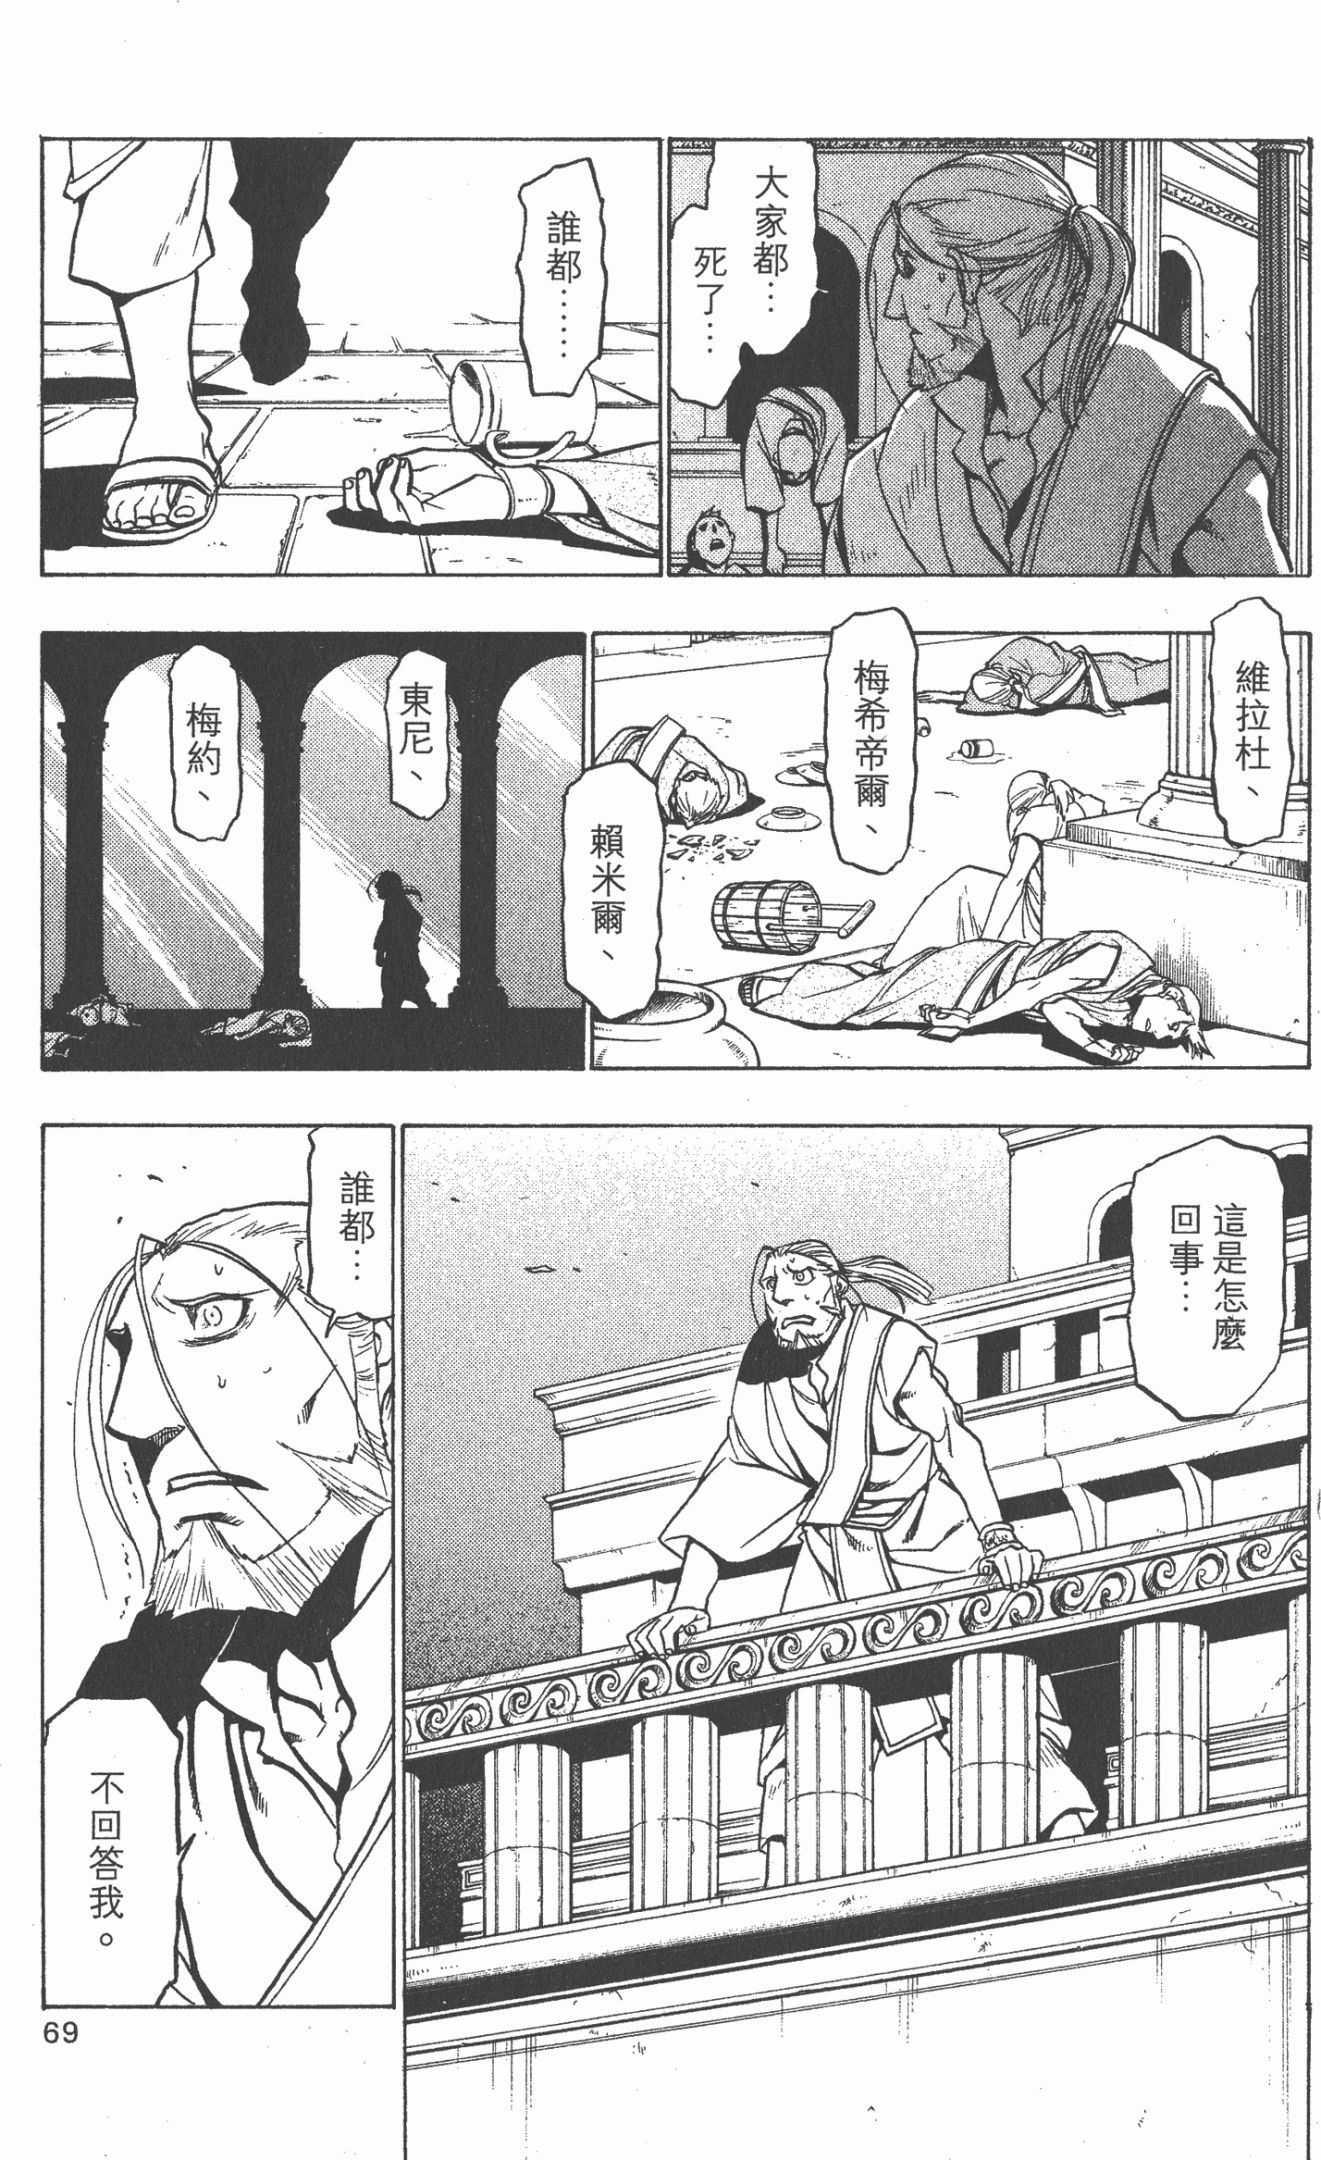 大家都⋯
死了⋯
誰都⋯⋯
維拉杜、
梅希帝爾、
賴米爾、
東尼、
梅約、
這是怎麼
回事⋯
誰都⋯
不回答我。
69